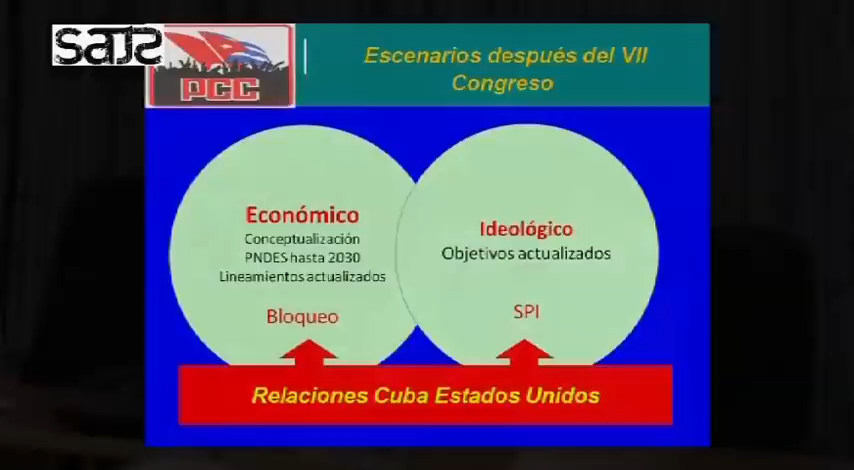 SATS
PCC
Escenarios después del VII
Congreso
Económico
Conceptualización
PNDES hasta 2030
Lineamientos actualizados
Bloqueo
Ideológico
Objetivos actualizados
SPI
Relaciones Cuba Estados Unidos